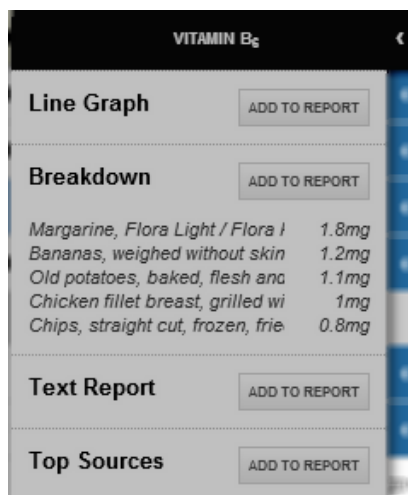 VITAMIN B₆
Line Graph ADD TO REPORT
Breakdown ADD TO REPORT
Margarine, Flora Light / Flora 1.8mg
Bananas, weighed without skin 1.2mg
Old potatoes, baked, flesh and 1.1mg
Chicken fillet breast, grilled wi 1mg
Chips, straight cut, frozen, frie 0.8mg
Text Report ADD TO REPORT
Top Sources ADD TO REPORT